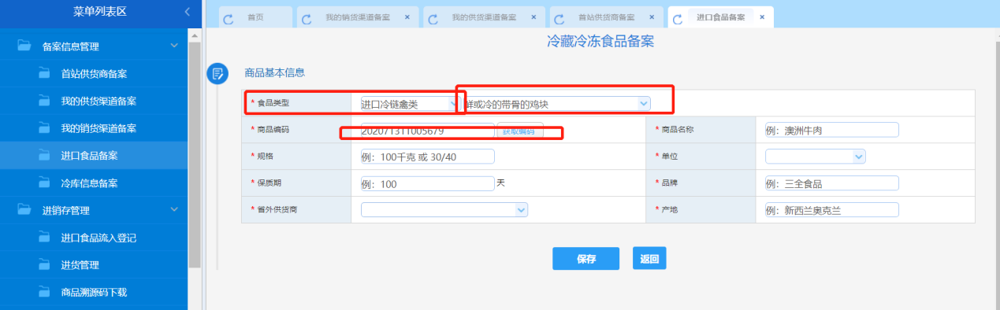 菜单列表区
首页
我的销货渠道备案
我的供货渠道备案
首站供货商备案
进口食品备案
备案信息管理
首站供货商备案
我的供货渠道备案
我的销货渠道备案
进口食品备案
冷库信息备案
进销存管理
进口食品流入登记
进货管理
商品溯源码下载
冷藏冷冻食品备案
商品基本信息
* 食品类型 进口冷链禽类 鲜或冷的带骨的鸡块
* 商品编码 202071311005679 获取编码 * 商品名称 例：澳洲牛肉
* 规格 例：100千克 或 30/40 * 单位
* 保质期 例：100 天 * 品牌 例：三全食品
* 省外供货商 * 产地 例：新西兰奥克兰
保存 返回